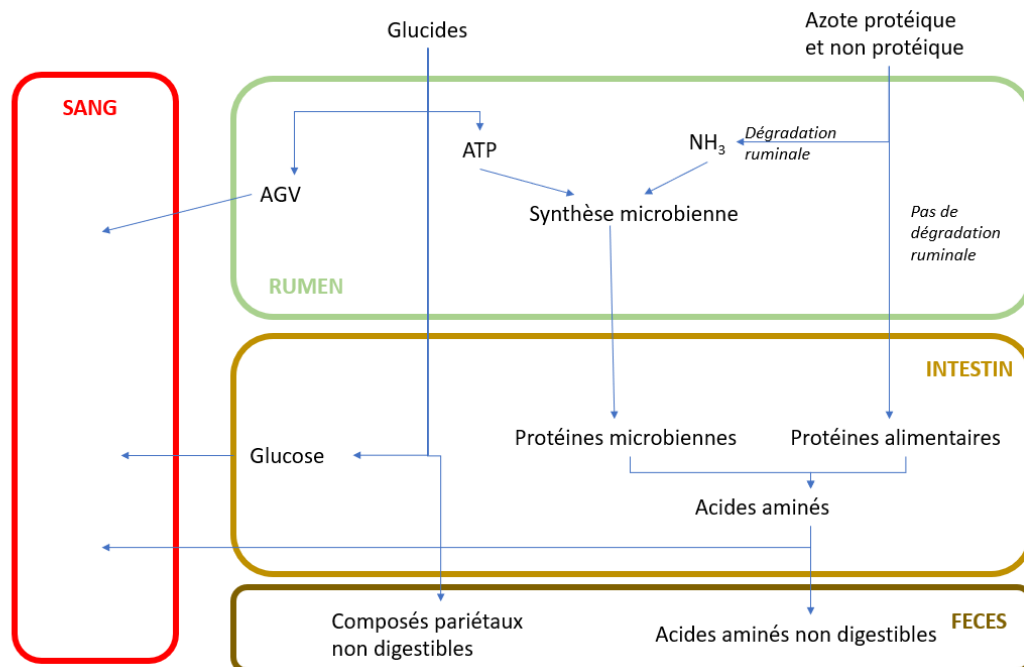 Glucides
Azote protéique
et non protéique
SANG
ATP
NH₃
Dégradation
ruminale
AGV
Synthèse microbienne
Pas de
dégradation
ruminale
RUMEN
INTESTIN
Protéines microbiennes
Protéines alimentaires
Glucose
Acides aminés
Composés pariétaux
non digestibles
Acides aminés non digestibles
FECES